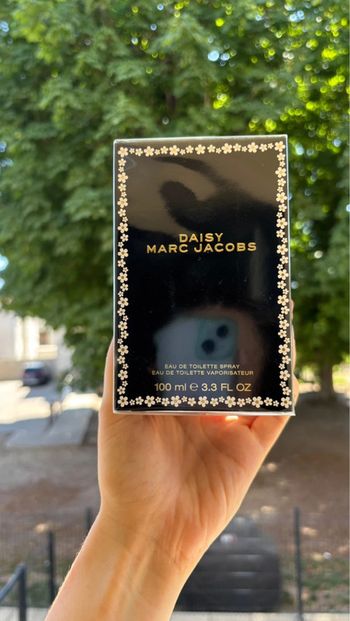 DAISY
MARC JACOBS
EAU DE TOILETTE SPRAY
EAU DE TOILETTE VAPORISATEUR
100 ml ℮ 3.3 FL OZ